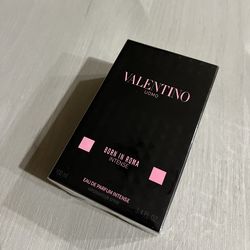 VALENTINO
UOMO
BORN IN ROMA
INTENSE
EAU DE PARFUM INTENSE